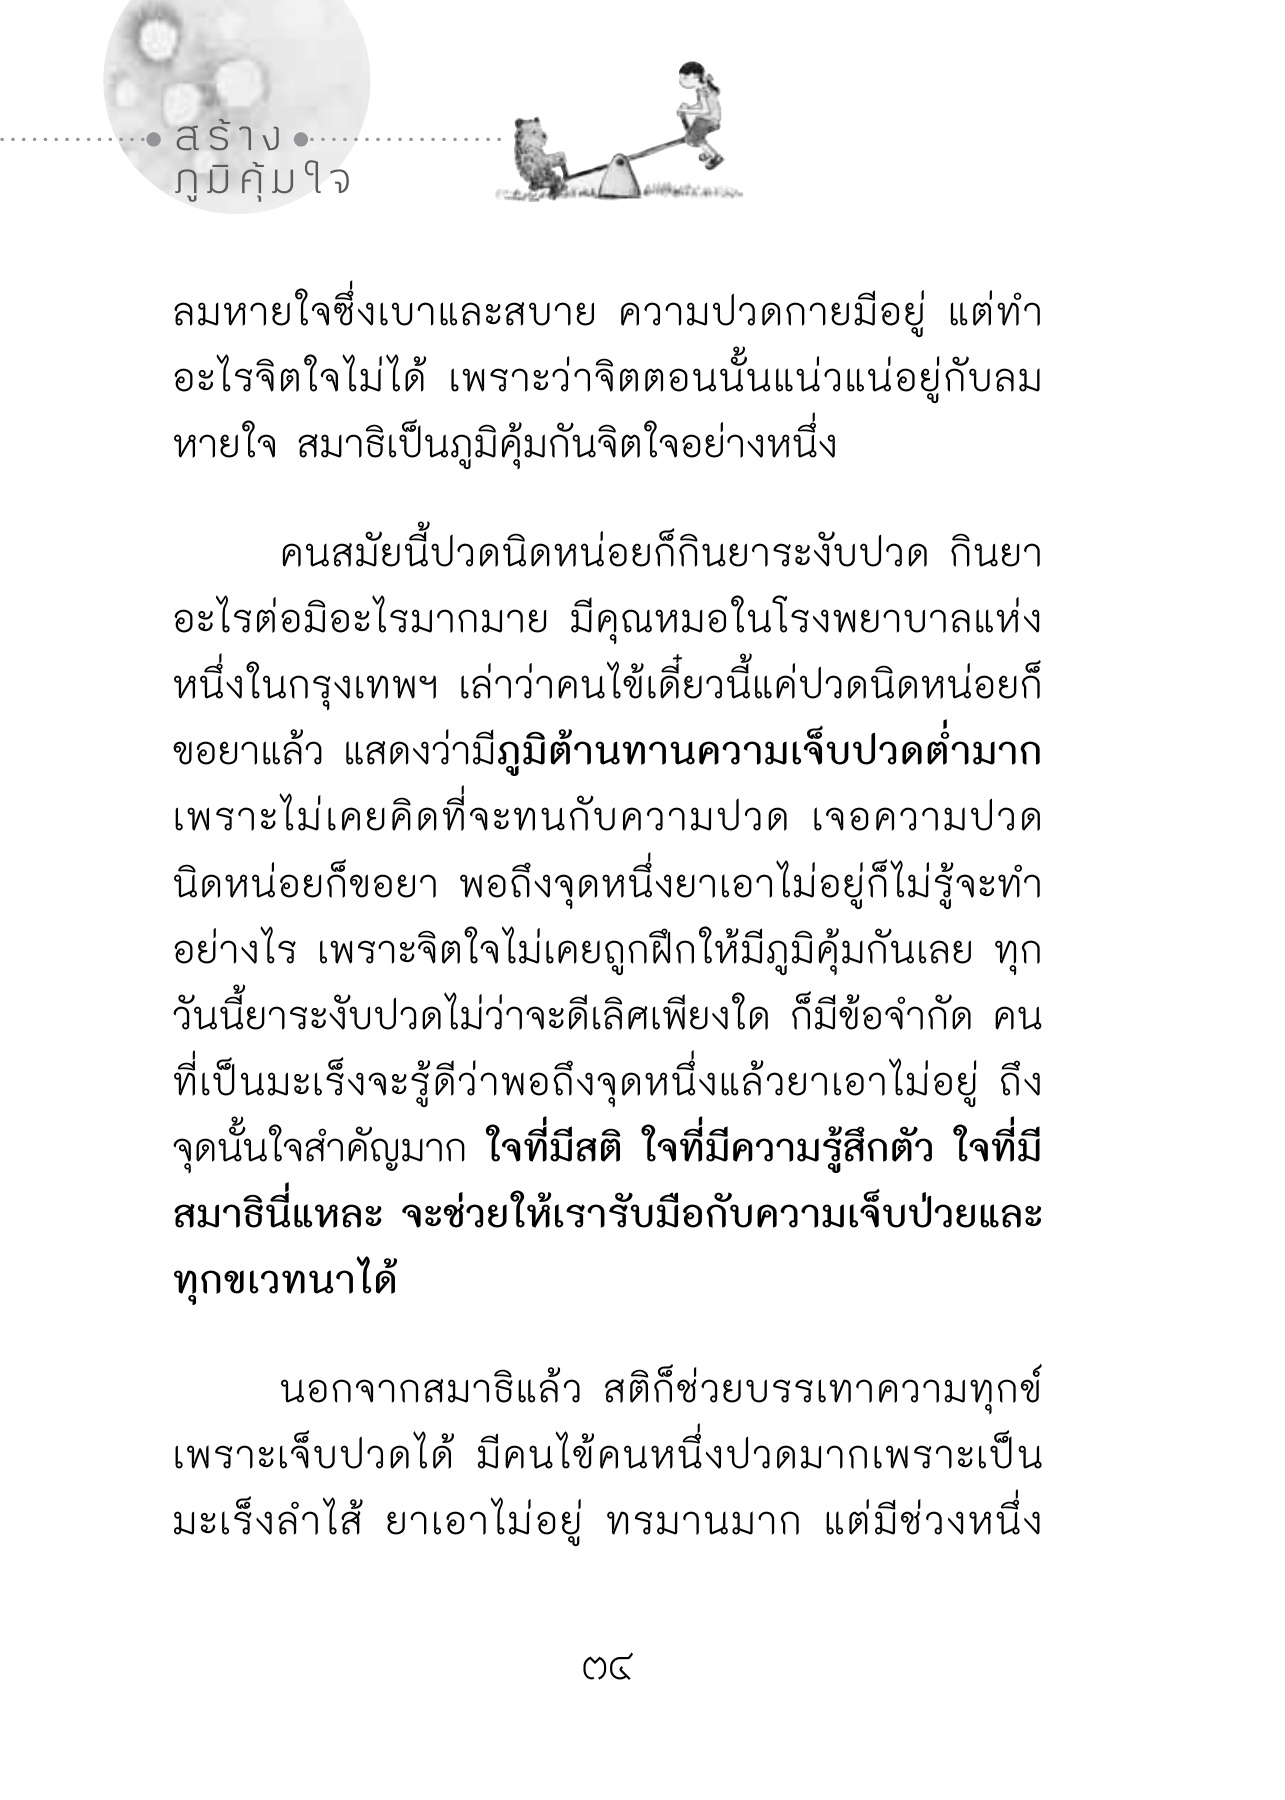 สร้าง
ภูมิคุ้มใจ
ลมหายใจซึ่งเบาและสบาย ความปวดกายมีอยู่ แต่ทำ
อะไรจิตใจไม่ได้ เพราะว่าจิตตอนนั้นแน่วแน่อยู่กับลม
หายใจ สมาธิเป็นภูมิคุ้มกันจิตใจอย่างหนึ่ง
คนสมัยนี้ปวดนิดหน่อยก็กินยาระงับปวด กินยา
อะไรต่อมิอะไรมากมาย มีคุณหมอในโรงพยาบาลแห่ง
หนึ่งในกรุงเทพฯ เล่าว่าคนไข้เดี๋ยวนี้แค่ปวดนิดหน่อยก็
ขอยาแล้ว แสดงว่ามีภูมิต้านทานความเจ็บปวดต่ำมาก
เพราะไม่เคยคิดที่จะทนกับความปวด เจอความปวด
นิดหน่อยก็ขอยา พอถึงจุดหนึ่งยาเอาไม่อยู่ก็ไม่รู้จะทำ
อย่างไร เพราะจิตใจไม่เคยถูกฝึกให้มีภูมิคุ้มกันเลย ทุก
วันนี้ยาระงับปวดไม่ว่าจะดีเลิศเพียงใด ก็มีข้อจำกัด คน
ที่เป็นมะเร็งจะรู้ดีว่าพอถึงจุดหนึ่งแล้วยาเอาไม่อยู่ ถึง
จุดนั้นใจสำคัญมาก ใจที่มีสติ ใจที่มีความรู้สึกตัว ใจที่มี
สมาธินี่แหละ จะช่วยให้เรารับมือกับความเจ็บป่วยและ
ทุกขเวทนาได้
นอกจากสมาธิแล้ว สติก็ช่วยบรรเทาความทุกข์
เพราะเจ็บปวดได้ มีคนไข้คนหนึ่งปวดมากเพราะเป็น
มะเร็งลำไส้ ยาเอาไม่อยู่ ทรมานมาก แต่มีช่วงหนึ่ง
๓๔